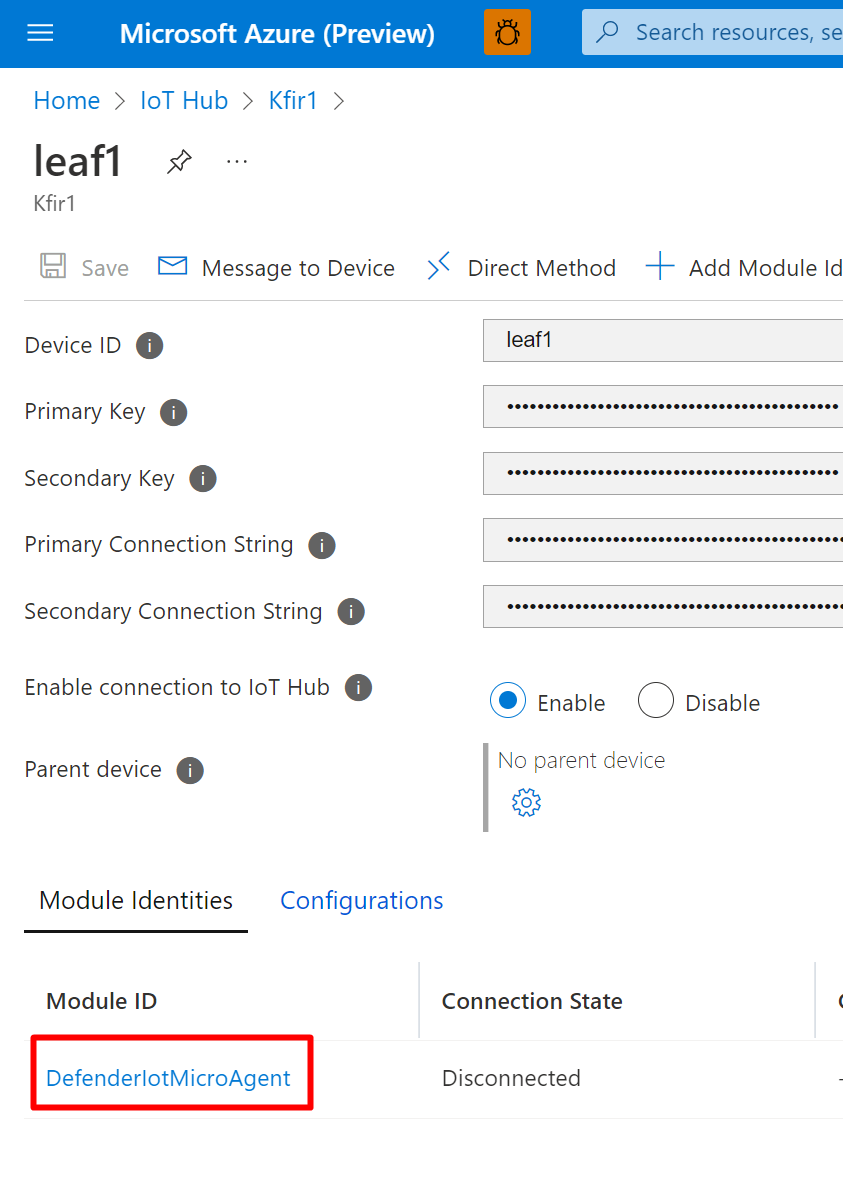 Microsoft Azure (Preview)
Search resources, se
Home > IoT Hub > Kfir1 >
leaf1 ...
Kfir1
Save Message to Device Direct Method Add Module Id
Device ID i leaf1
Primary Key i ••••••••••••••••••••••••••••••••••••••••••••
Secondary Key i ••••••••••••••••••••••••••••••••••••••••••••
Primary Connection String i •••••••••••••••••••••••••••••••••••••••••••••
Secondary Connection String i •••••••••••••••••••••••••••••••••••••••••••••
Enable connection to IoT Hub i Enable Disable
Parent device i No parent device
Module Identities Configurations
Module ID Connection State
DefenderIotMicroAgent Disconnected